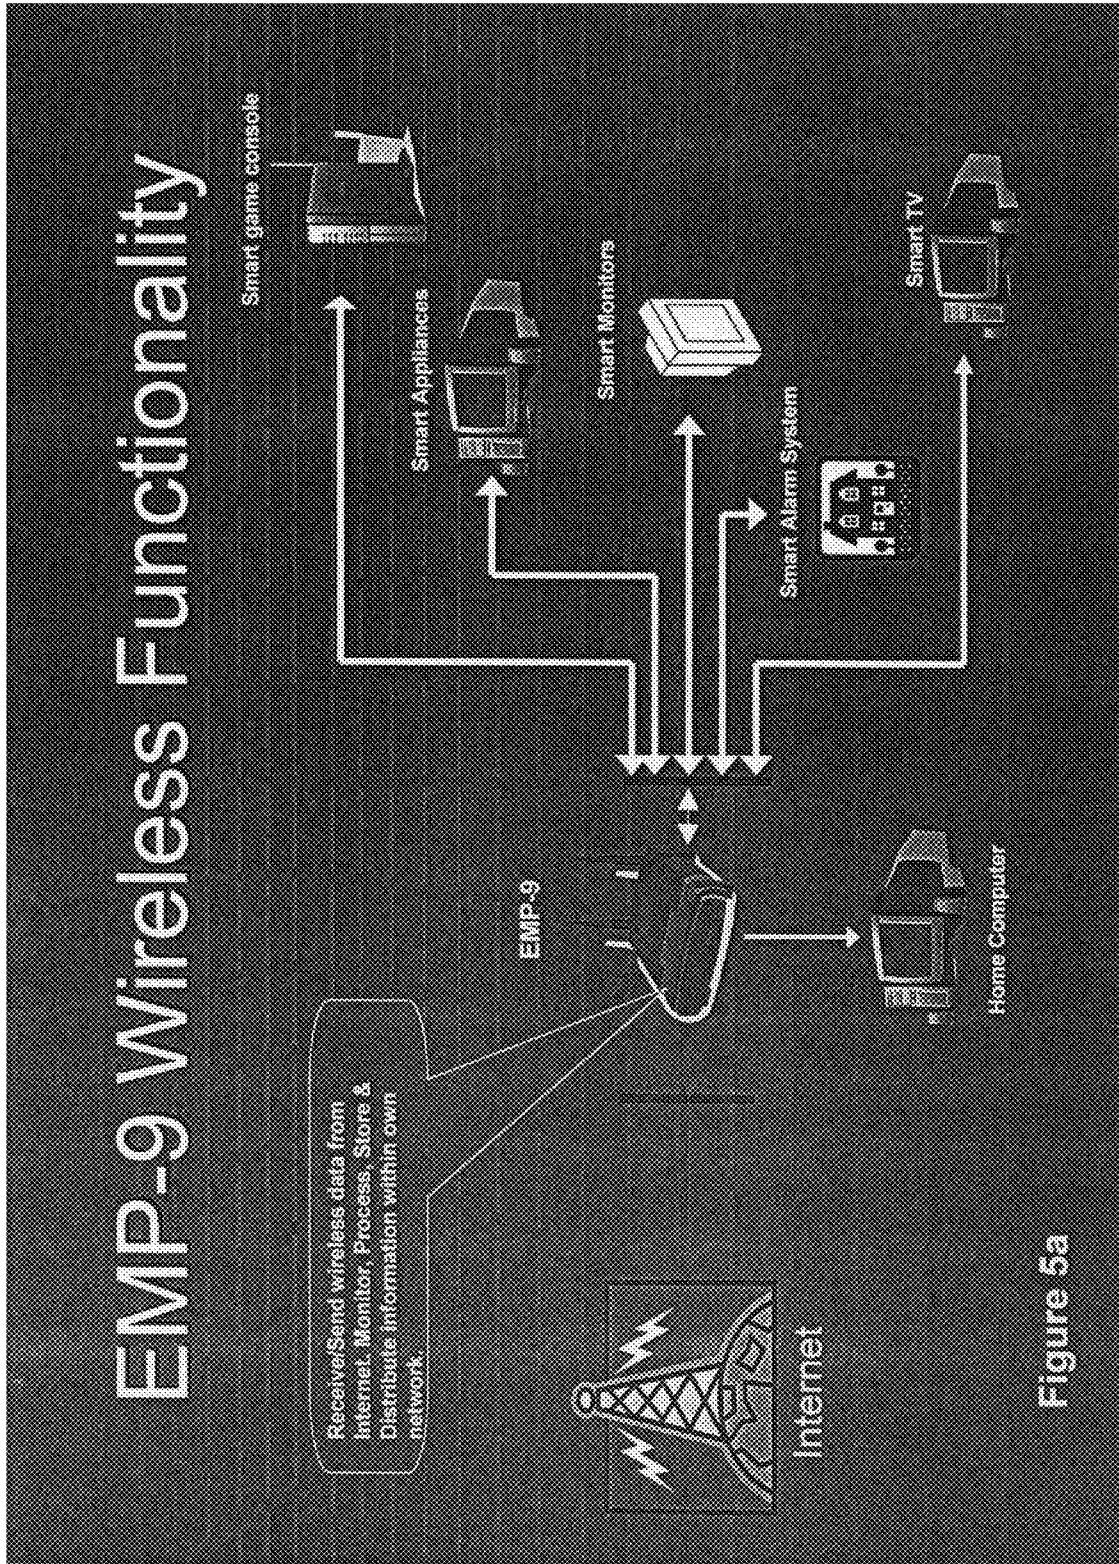 EMP-9 Wireless Functionality
Smart game console
Receive/Send wireless data from
Internet. Monitor, Process, Store &
Distribute information within own
network.
Smart Appliances
EMP-9
Smart Monitors
Internet
Smart Alarm System
Home Computer
Smart TV
Figure 5a